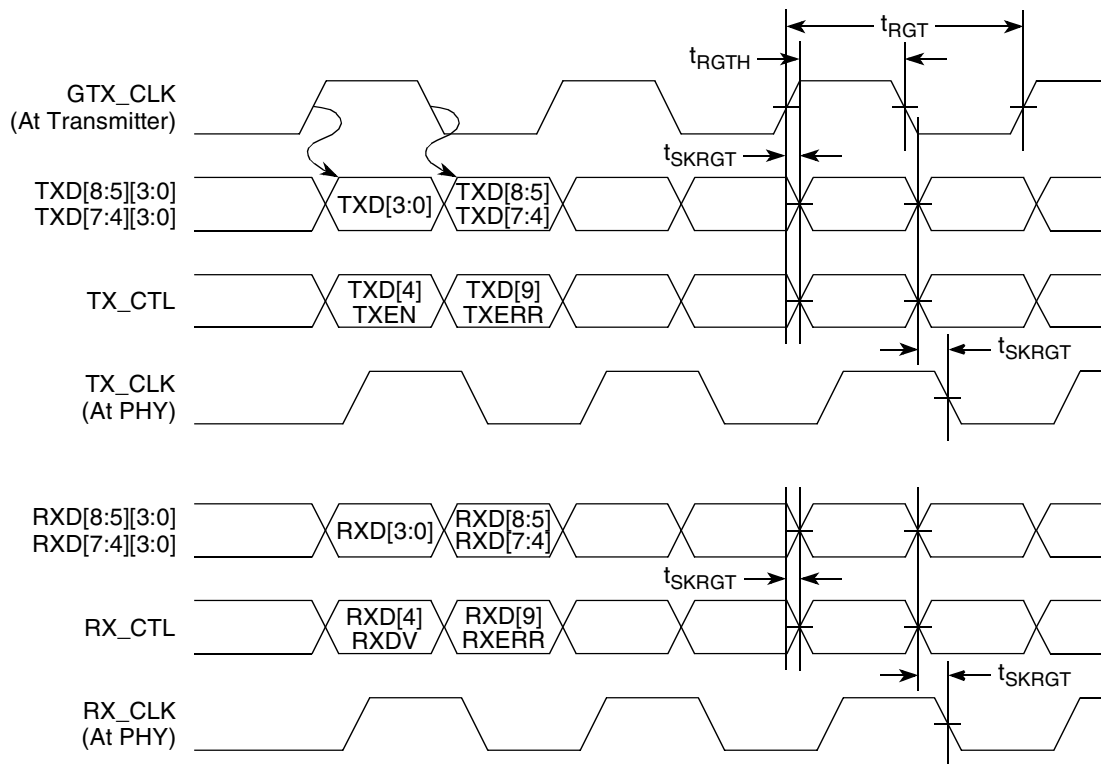 tRGT
tRGTH
GTX_CLK
(At Transmitter)
tSKRGT
TXD[8:5][3:0]
TXD[7:4][3:0]
TXD[3:0]
TXD[8:5]
TXD[7:4]
TX_CTL
TXD[4]
TXEN
TXD[9]
TXERR
tSKRGT
TX_CLK
(At PHY)
RXD[8:5][3:0]
RXD[7:4][3:0]
RXD[3:0]
RXD[8:5]
RXD[7:4]
tSKRGT
RX_CTL
RXD[4]
RXDV
RXD[9]
RXERR
tSKRGT
RX_CLK
(At PHY)